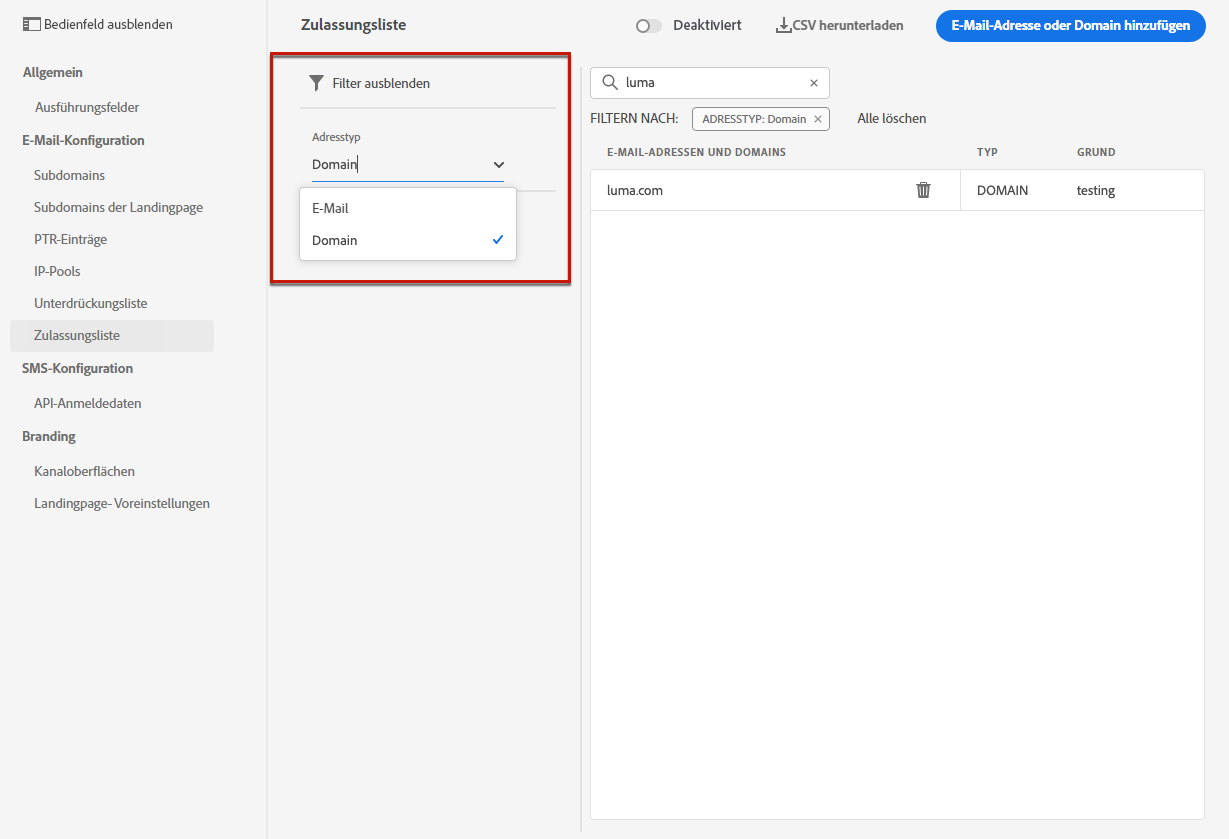 Bedienfeld ausblenden
Allgemein
Ausführungsfelder
E-Mail-Konfiguration
Subdomains
Subdomains der Landingpage
PTR-Einträge
IP-Pools
Unterdrückungsliste
Zulassungsliste
SMS-Konfiguration
API-Anmeldedaten
Branding
Kanaloberflächen
Landingpage-Voreinstellungen
Zulassungsliste
Deaktiviert
CSV herunterladen
E-Mail-Adresse oder Domain hinzufügen
Filter ausblenden
Adresstyp
Domain
E-Mail
Domain
luma
FILTERN NACH: ADRESSTYP: Domain Alle löschen
E-MAIL-ADRESSEN UND DOMAINS TYP GRUND
luma.com DOMAIN testing